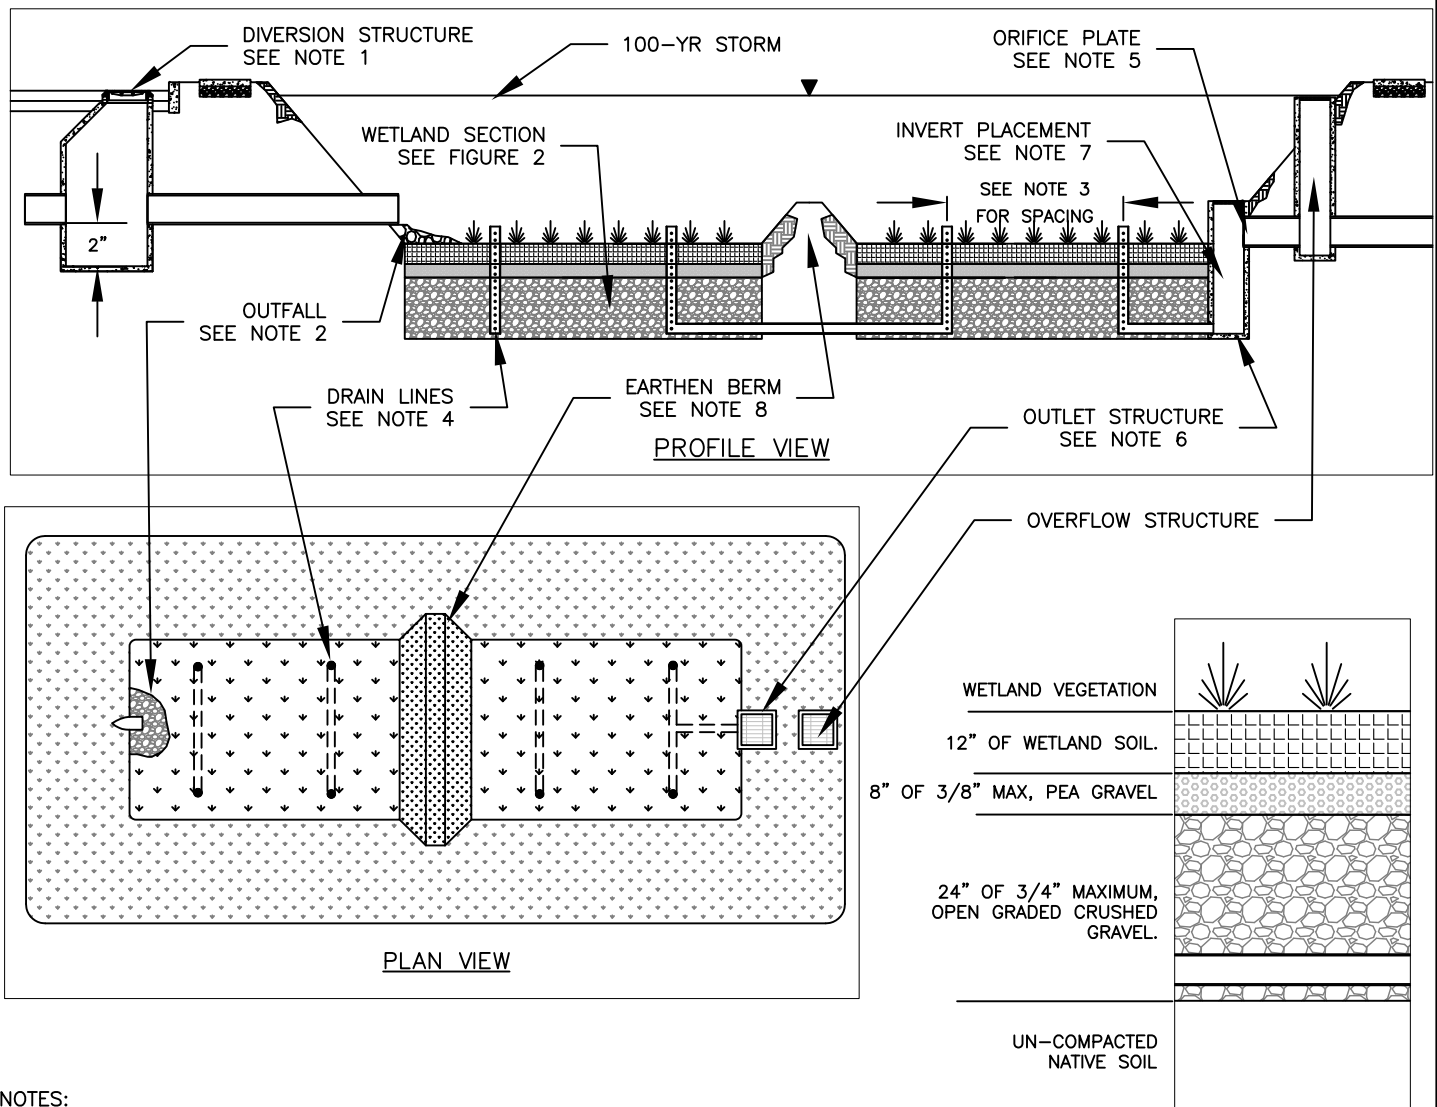 DIVERSION STRUCTURE
SEE NOTE 1
100-YR STORM
ORIFICE PLATE
SEE NOTE 5
WETLAND SECTION
SEE FIGURE 2
INVERT PLACEMENT
SEE NOTE 7
SEE NOTE 3
FOR SPACING
2"
OUTFALL
SEE NOTE 2
DRAIN LINES
SEE NOTE 4
EARTHEN BERM
SEE NOTE 8
OUTLET STRUCTURE
SEE NOTE 6
PROFILE VIEW
OVERFLOW STRUCTURE
WETLAND VEGETATION
12" OF WETLAND SOIL.
8" OF 3/8" MAX, PEA GRAVEL
24" OF 3/4" MAXIMUM,
OPEN GRADED CRUSHED
GRAVEL.
PLAN VIEW
UN-COMPACTED
NATIVE SOIL
NOTES: